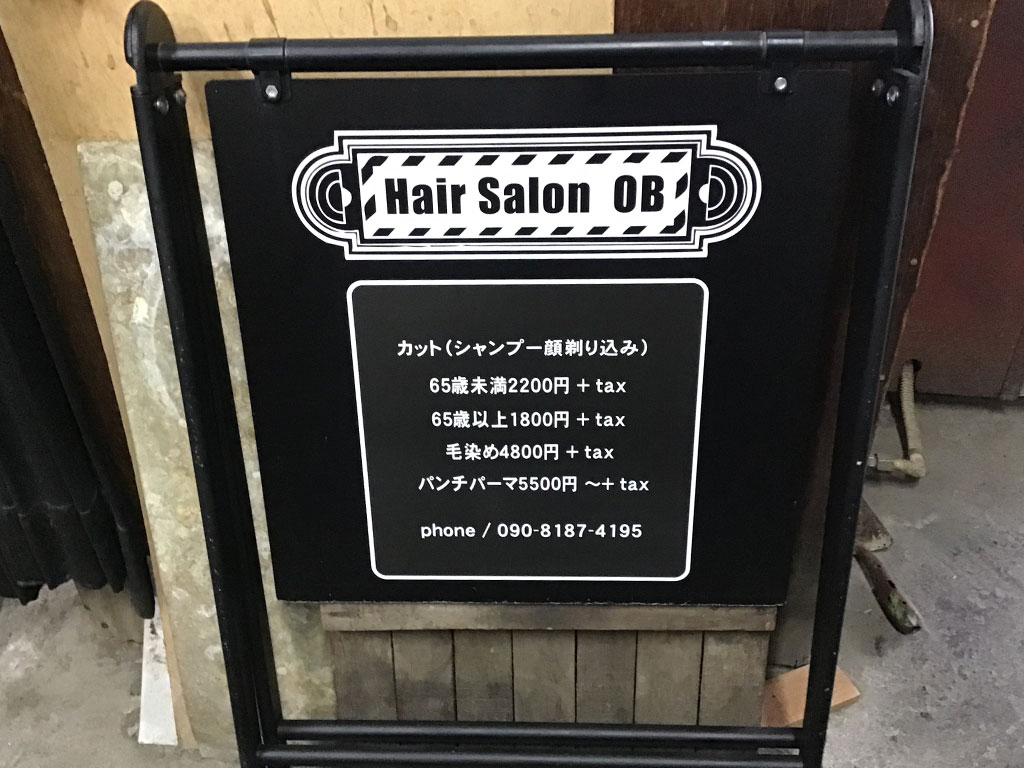 Hair Salon OB
カット(シャンプー顔剃り込み)
65歳未満2200円 + tax
65歳以上1800円 + tax
毛染め4800円 + tax
パンチパーマ5500円 ～+ tax
phone / 090-8187-4195